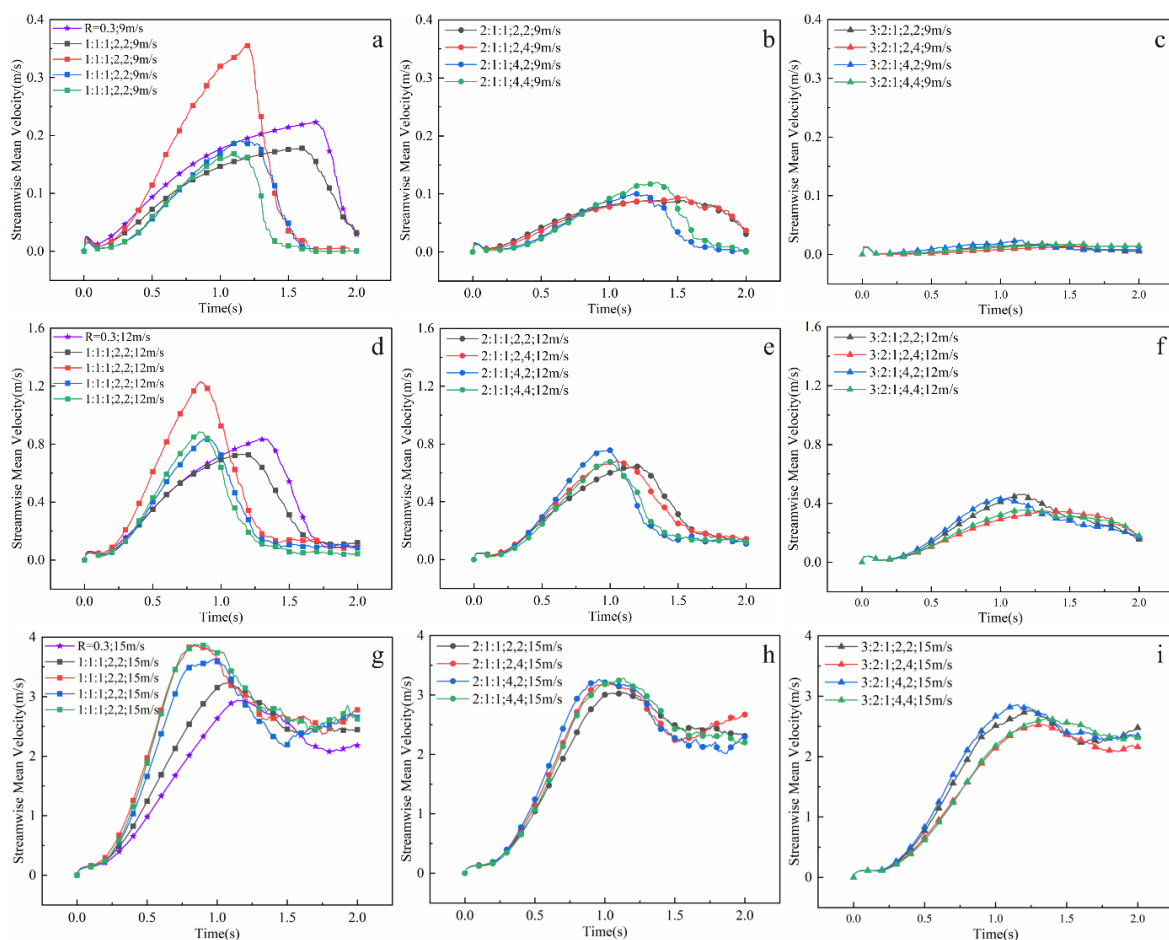 a
R=0.3;9m/s
1:1:1;2,2;9m/s
1:1:1;2,2;9m/s
1:1:1;2,2;9m/s
1:1:1;2,2;9m/s
Streamwise Mean Velocity(m/s)
0.4
0.3
0.2
0.1
0.0
0.0 0.5 1.0 1.5 2.0
Time(s)
b
2:1:1;2,2;9m/s
2:1:1;2,4;9m/s
2:1:1;4,2;9m/s
2:1:1;4,4;9m/s
Streamwise Mean Velocity(m/s)
0.4
0.3
0.2
0.1
0.0
0.0 0.5 1.0 1.5 2.0
Time(s)
c
3:2:1;2,2;9m/s
3:2:1;2,4;9m/s
3:2:1;4,2;9m/s
3:2:1;4,4;9m/s
Streamwise Mean Velocity(m/s)
0.4
0.3
0.2
0.1
0.0
0.0 0.5 1.0 1.5 2.0
Time(s)
d
R=0.3;12m/s
1:1:1;2,2;12m/s
1:1:1;2,2;12m/s
1:1:1;2,2;12m/s
1:1:1;2,2;12m/s
Streamwise Mean Velocity(m/s)
1.6
1.2
0.8
0.4
0.0
0.0 0.5 1.0 1.5 2.0
Time(s)
e
2:1:1;2,2;12m/s
2:1:1;2,4;12m/s
2:1:1;4,2;12m/s
2:1:1;4,4;12m/s
Streamwise Mean Velocity(m/s)
1.6
1.2
0.8
0.4
0.0
0.0 0.5 1.0 1.5 2.0
Time(s)
f
3:2:1;2,2;12m/s
3:2:1;2,4;12m/s
3:2:1;4,2;12m/s
3:2:1;4,4;12m/s
Streamwise Mean Velocity(m/s)
1.6
1.2
0.8
0.4
0.0
0.0 0.5 1.0 1.5 2.0
Time(s)
g
R=0.3;15m/s
1:1:1;2,2;15m/s
1:1:1;2,2;15m/s
1:1:1;2,2;15m/s
1:1:1;2,2;15m/s
Streamwise Mean Velocity(m/s)
4
3
2
1
0
0.0 0.5 1.0 1.5 2.0
Time(s)
h
2:1:1;2,2;15m/s
2:1:1;2,4;15m/s
2:1:1;4,2;15m/s
2:1:1;4,4;15m/s
Streamwise Mean Velocity(m/s)
4
3
2
1
0
0.0 0.5 1.0 1.5 2.0
Time(s)
i
3:2:1;2,2;15m/s
3:2:1;2,4;15m/s
3:2:1;4,2;15m/s
3:2:1;4,4;15m/s
Streamwise Mean Velocity(m/s)
4
3
2
1
0
0.0 0.5 1.0 1.5 2.0
Time(s)